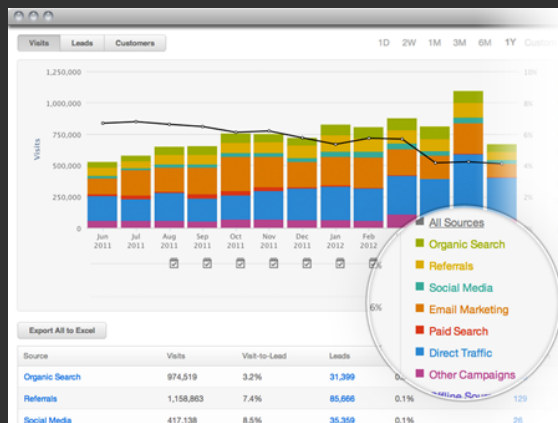 Visits Leads Customers 1D 2W 1M 3M 6M 1Y
1,250,000 10%
1,000,000 8%
750,000
500,000
250,000 2%
0
Visits
Jun Jul Aug Sep Oct Nov Dec Jan Feb
2011 2011 2011 2011 2011 2011 2011 2012 2012
All Sources
Organic Search
Referrals
Social Media
Email Marketing
Paid Search
Direct Traffic
Other Campaigns
6%
Export All to Excel
Source Visits Visit-to-Lead Leads
Organic Search 974,519 3.2% 31,399
Referrals 1,158,863 7.4% 85,666 0.1% 129
Social Media 417,138 8.5% 35,359 0.1% 26